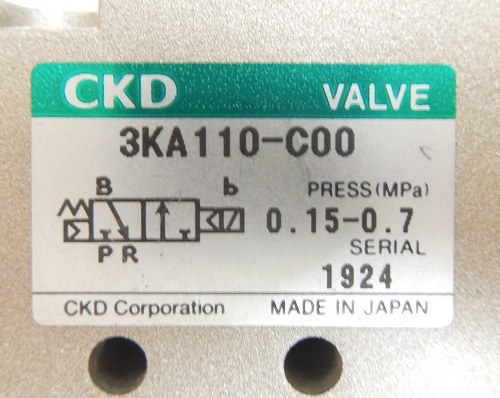 CKD VALVE
3KA110-C00
B b PRESS(MPa)
0.15-0.7
P R SERIAL
1924
CKD Corporation MADE IN JAPAN